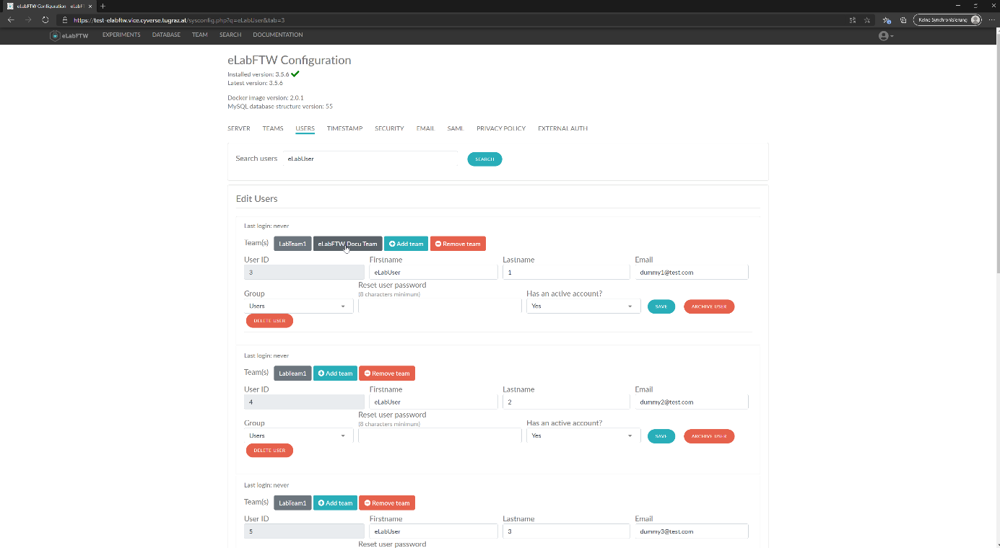 eLabFTW Configuration - eLabFT
https://test-elabftw.vice.cyverse.tugraz.at/sysconfig.php?q=eLabUser&tab=3
Keine Synchronisierung
eLabFTW EXPERIMENTS DATABASE TEAM SEARCH DOCUMENTATION
eLabFTW Configuration
Installed version: 3.5.6
Latest version: 3.5.6
Docker image version: 2.0.1
MySQL database structure version: 55
SERVER TEAMS USERS TIMESTAMP SECURITY EMAIL SAML PRIVACY POLICY EXTERNAL AUTH
Search users eLabUser SEARCH
Edit Users
Last login: never
Team(s) LabTeam1 eLabFTW Docu Team Add team Remove team
User ID Firstname Lastname Email
3 eLabUser 1 dummy1@test.com
Group Reset user password Has an active account?
(8 characters minimum)
Users Yes SAVE ARCHIVE USER
DELETE USER
Last login: never
Team(s) LabTeam1 Add team Remove team
User ID Firstname Lastname Email
4 eLabUser 2 dummy2@test.com
Group Reset user password Has an active account?
(8 characters minimum)
Users Yes SAVE ARCHIVE USER
DELETE USER
Last login: never
Team(s) LabTeam1 Add team Remove team
User ID Firstname Lastname Email
5 eLabUser 3 dummy3@test.com
Reset user password